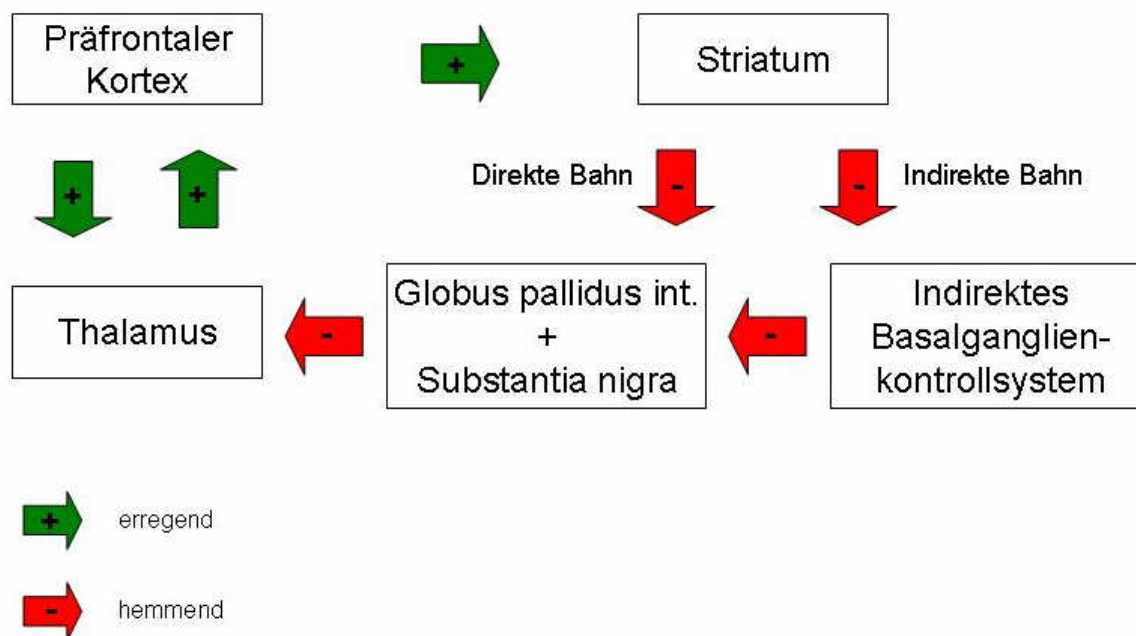 Präfrontaler
Kortex
+
Striatum
+
+
Direkte Bahn
-
-
Indirekte Bahn
Thalamus
-
Globus pallidus int.
+
Substantia nigra
-
Indirektes
Basalganglien-
kontrollsystem
+
erregend
-
hemmend